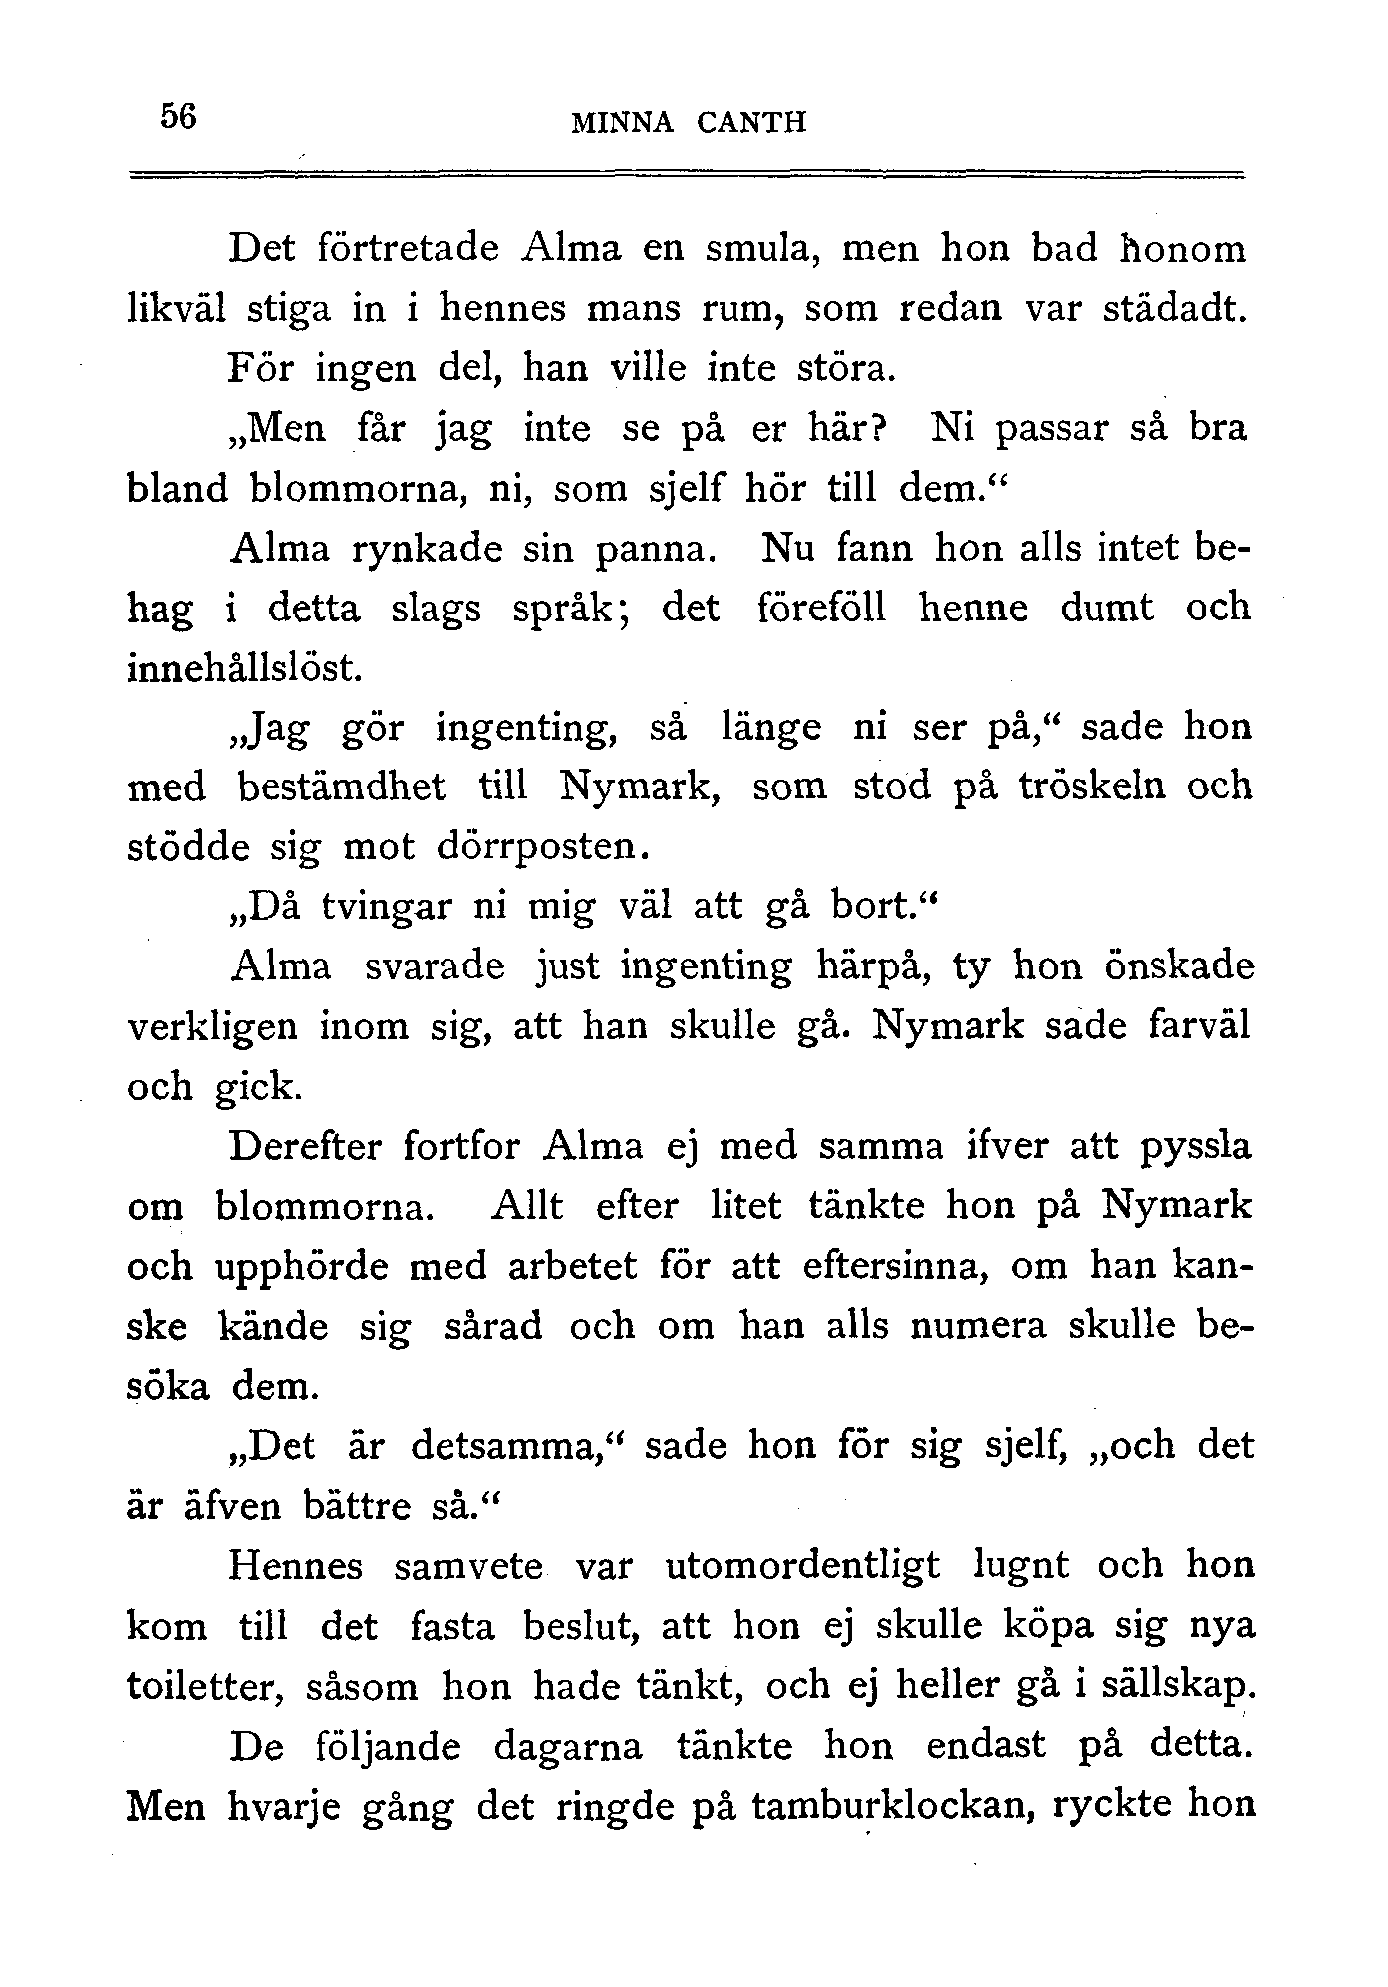 56
MINNA CANTH
Det förtretade Alma en smula, men hon bad honom
likväl stiga in i hennes mans rum, som redan var städadt.
För ingen del, han ville inte störa.
„Men får jag inte se på er här? Ni passar så bra
bland blommorna, ni, som sjelf hör till dem.“
Alma rynkade sin panna. Nu fann hon alls intet be-
hag i detta slags språk; det föreföll henne dumt och
innehållslöst.
„Jag gör ingenting, så länge ni ser på,“ sade hon
med bestämdhet till Nymark, som stod på tröskeln och
stödde sig mot dörrposten.
„Då tvingar ni mig väl att gå bort.“
Alma svarade just ingenting härpå, ty hon önskade
verkligen inom sig, att han skulle gå. Nymark sade farväl
och gick.
Derefter fortfor Alma ej med samma ifver att pyssla
om blommorna. Allt efter litet tänkte hon på Nymark
och upphörde med arbetet för att eftersinna, om han kan-
ske kände sig sårad och om han alls numera skulle be-
söka dem.
„Det är detsamma,“ sade hon för sig sjelf, „och det
är äfven bättre så.“
Hennes samvete var utomordentligt lugnt och hon
kom till det fasta beslut, att hon ej skulle köpa sig nya
toiletter, såsom hon hade tänkt, och ej heller gå i sällskap.
De följande dagarna tänkte hon endast på detta.
Men hvarje gång det ringde på tamburklockan, ryckte hon